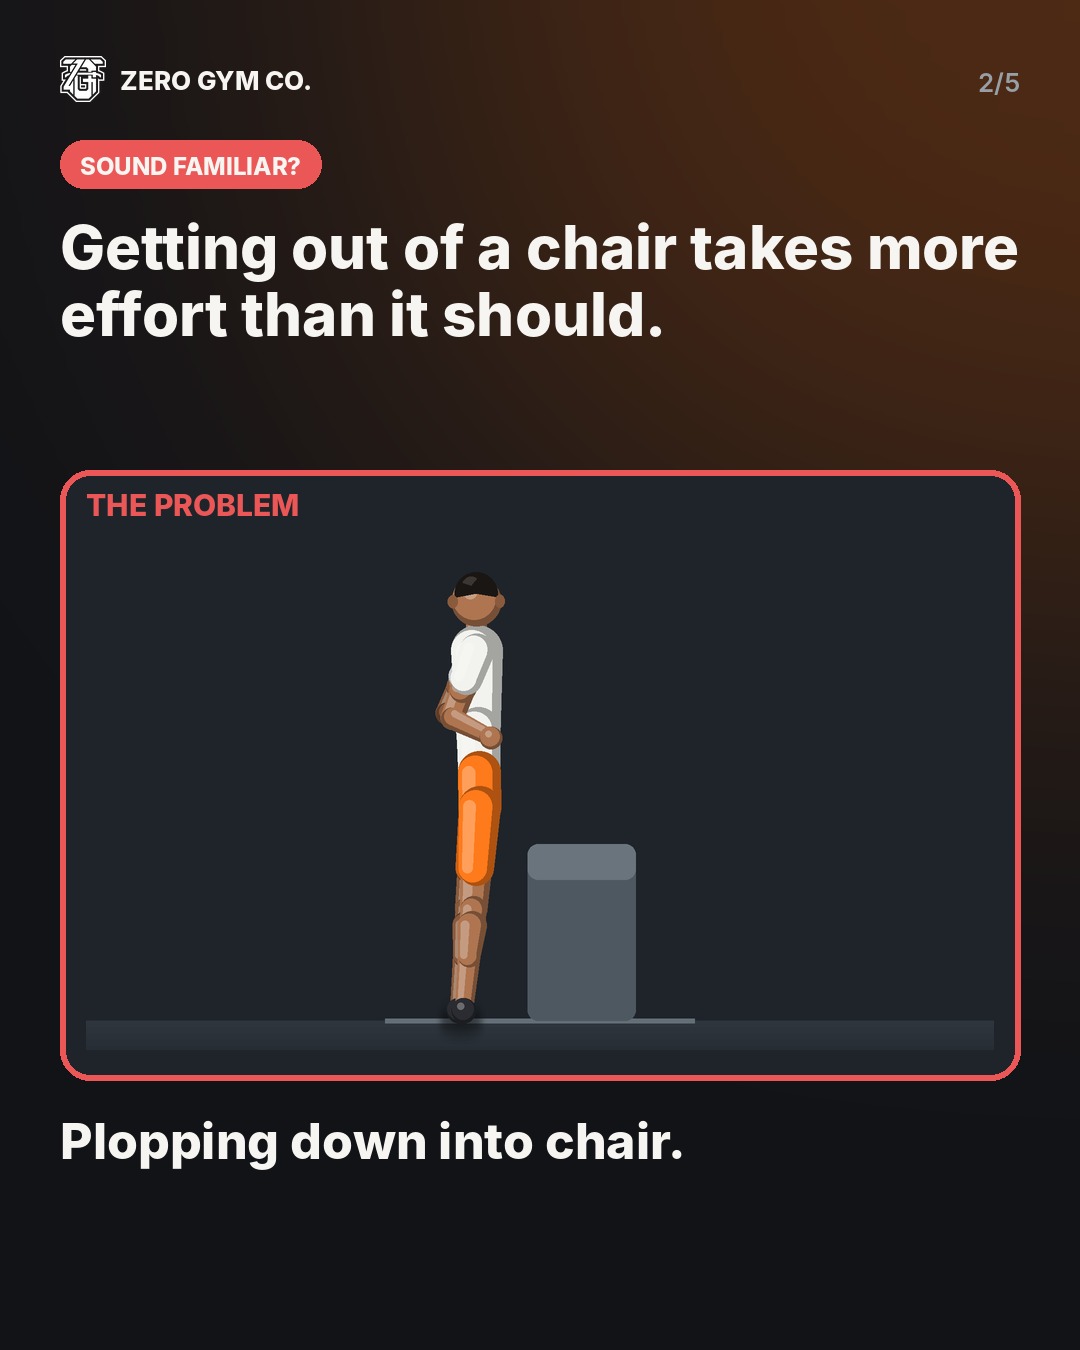 ZERO GYM CO.
2/5
SOUND FAMILIAR?
Getting out of a chair takes more
effort than it should.
THE PROBLEM
Plopping down into chair.